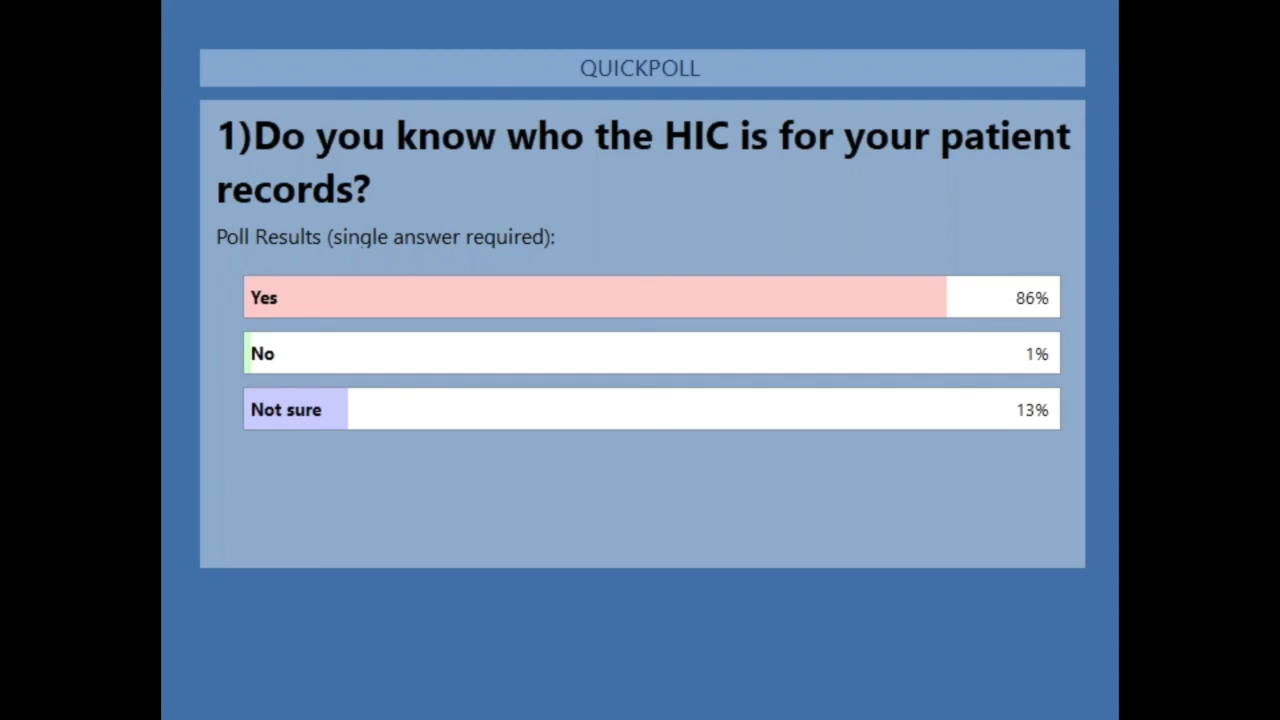 QUICKPOLL
1)Do you know who the HIC is for your patient
records?
Poll Results (single answer required):
Yes 86%
No 1%
Not sure 13%